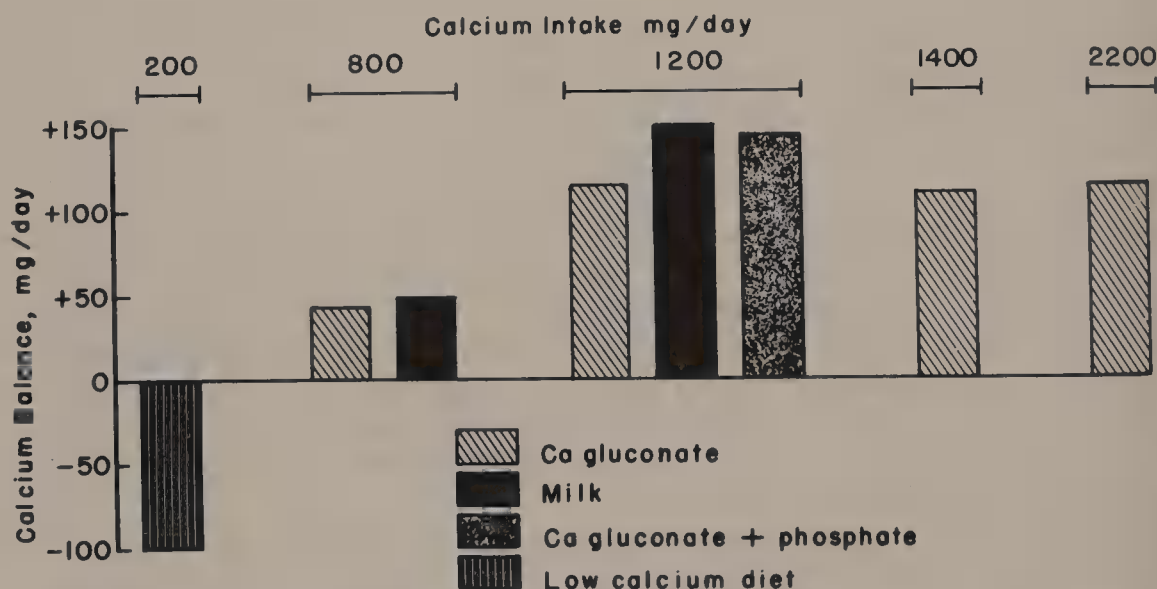 Calcium Intake mg/day
200 800 1200 1400 2200
+150
+100
+50
0
-50
-100
Calcium Balance, mg/day
Ca gluconate
Milk
Ca gluconate + phosphate
Low calcium diet